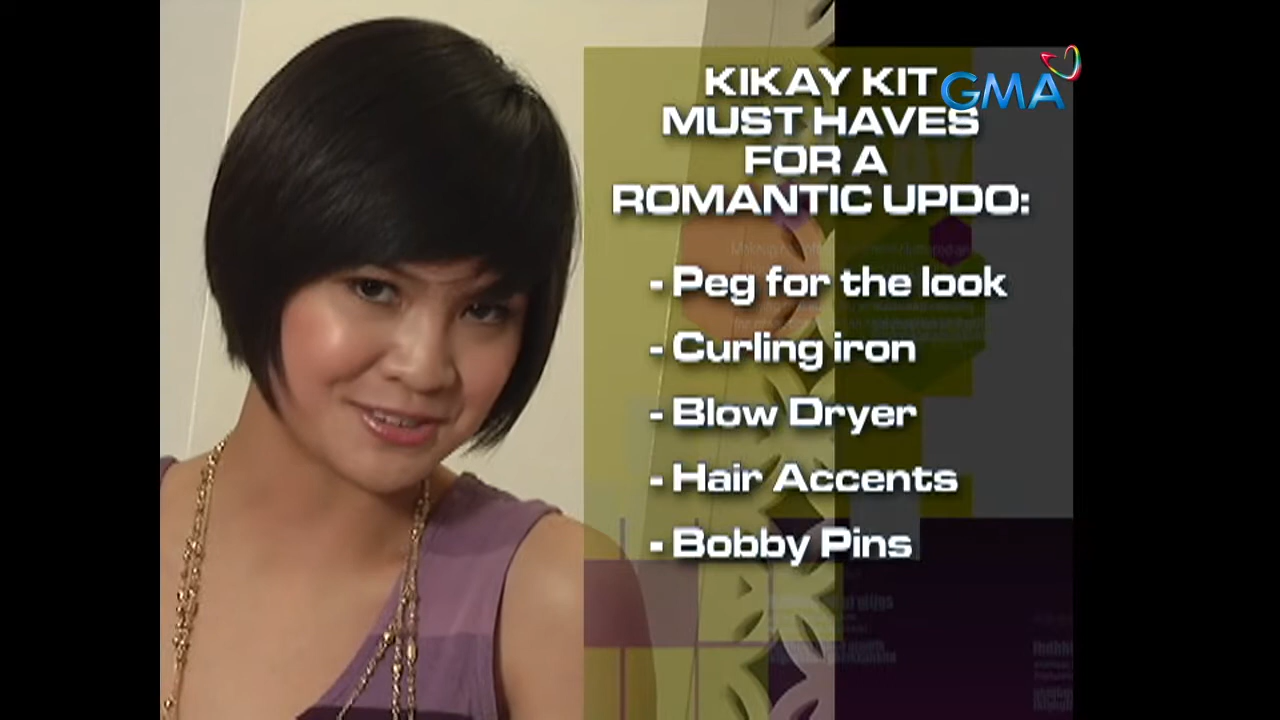 KIKAY KIT
GMA
MUST HAVES
FOR A
ROMANTIC UPDO:
- Peg for the look
- Curling iron
- Blow Dryer
- Hair Accents
- Bobby Pins